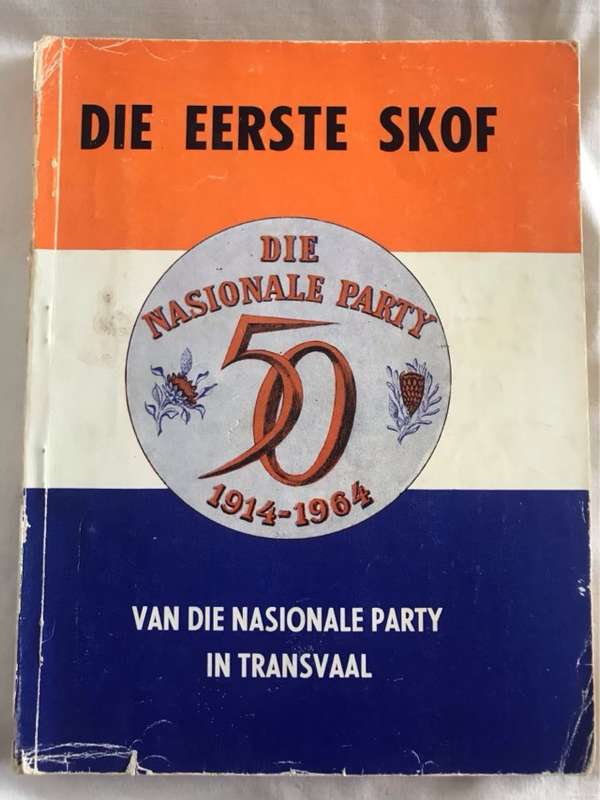 DIE EERSTE SKOF
DIE
NASIONALE PARTY
50
1914-1964
VAN DIE NASIONALE PARTY
IN TRANSVAAL